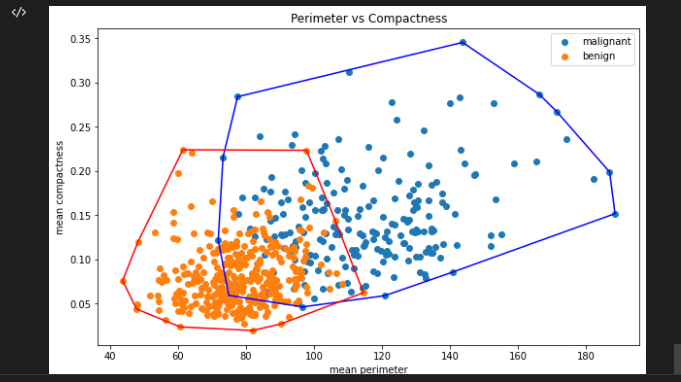 </>
Perimeter vs Compactness
malignant
benign
0.35
0.30
0.25
0.20
0.15
0.10
0.05
mean compactness
40 60 80 100 120 140 160 180
mean perimeter